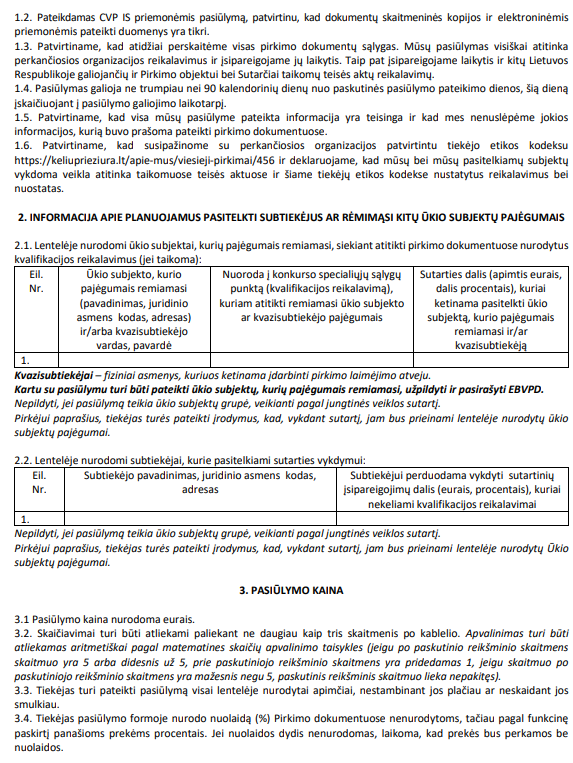 1.2. Pateikdamas CVP IS priemonėmis pasiūlymą, patvirtinu, kad dokumentų skaitmeninės kopijos ir elektroninėmis
priemonėmis pateikti duomenys yra tikri.
1.3. Patvirtiname, kad atidžiai perskaitėme visas pirkimo dokumentų sąlygas. Mūsų pasiūlymas visiškai atitinka
perkančiosios organizacijos reikalavimus ir įsipareigojame jų laikytis. Taip pat įsipareigojame laikytis ir kitų Lietuvos
Respublikoje galiojančių ir Pirkimo objektui bei Sutarčiai taikomų teisės aktų reikalavimų.
1.4. Pasiūlymas galioja ne trumpiau nei 90 kalendorinių dienų nuo paskutinės pasiūlymo pateikimo dienos, šią dieną
įskaičiuojant į pasiūlymo galiojimo laikotarpį.
1.5. Patvirtiname, kad visa mūsų pasiūlyme pateikta informacija yra teisinga ir kad mes nenuslėpėme jokios
informacijos, kurią buvo prašoma pateikti pirkimo dokumentuose.
1.6. Patvirtiname, kad susipažinome su perkančiosios organizacijos patvirtintu tiekėjo etikos kodeksu
https://keliuprieziura.lt/apie-mus/viesieji-pirkimai/456 ir deklaruojame, kad mūsų bei mūsų pasitelkiamų subjektų
vykdoma veikla atitinka taikomuose teisės aktuose ir šiame tiekėjų etikos kodekse nustatytus reikalavimus bei
nuostatas.
2. INFORMACIJA APIE PLANUOJAMUS PASITELKTI SUBTIEKĖJUS AR RĖMIMĄSI KITŲ ŪKIO SUBJEKTŲ PAJĖGUMAIS
2.1. Lentelėje nurodomi ūkio subjektai, kurių pajėgumais remiamasi, siekiant atitikti pirkimo dokumentuose nurodytus
kvalifikacijos reikalavimus (jei taikoma):
Eil.
Nr.
Ūkio subjekto, kurio
pajėgumais remiamasi
(pavadinimas, juridinio
asmens kodas, adresas)
ir/arba kvazisubtiekėjo
vardas, pavardė
Nuoroda į konkurso specialiųjų sąlygų
punktą (kvalifikacijos reikalavimą),
kuriam atitikti remiamasi ūkio subjekto
ar kvazisubtiekėjo pajėgumais
Sutarties dalis (apimtis eurais,
dalis procentais), kuriai
ketinama pasitelkti ūkio
subjektą, kurio pajėgumais
remiamasi ir/ar
kvazisubtiekėją
1.
Kvazisubtiekėjai – fiziniai asmenys, kuriuos ketinama įdarbinti pirkimo laimėjimo atveju.
Kartu su pasiūlymu turi būti pateikti ūkio subjektų, kurių pajėgumais remiamasi, užpildyti ir pasirašyti EBVPD.
Nepildyti, jei pasiūlymą teikia ūkio subjektų grupė, veikianti pagal jungtinės veiklos sutartį.
Pirkėjui paprašius, tiekėjas turės pateikti įrodymus, kad, vykdant sutartį, jam bus prieinami lentelėje nurodytų ūkio
subjektų pajėgumai.
2.2. Lentelėje nurodomi subtiekėjai, kurie pasitelkiami sutarties vykdymui:
Eil.
Nr.
Subtiekėjo pavadinimas, juridinio asmens kodas,
adresas
Subtiekėjui perduodama vykdyti sutartinių
įsipareigojimų dalis (eurais, procentais), kuriai
nekeliami kvalifikacijos reikalavimai
1.
Nepildyti, jei pasiūlymą teikia ūkio subjektų grupė, veikianti pagal jungtinės veiklos sutartį.
Pirkėjui paprašius, tiekėjas turės pateikti įrodymus, kad, vykdant sutartį, jam bus prieinami lentelėje nurodytų Ūkio
subjektų pajėgumai.
3. PASIŪLYMO KAINA
3.1 Pasiūlymo kaina nurodoma eurais.
3.2. Skaičiavimai turi būti atliekami paliekant ne daugiau kaip tris skaitmenis po kablelio. Apvalinimas turi būti
atliekamas aritmetiškai pagal matematines skaičių apvalinimo taisykles (jeigu po paskutinio reikšminio skaitmens
skaitmuo yra 5 arba didesnis už 5, prie paskutiniojo reikšminio skaitmens yra pridedamas 1, jeigu skaitmuo po
paskutiniojo reikšminio skaitmens yra mažesnis negu 5, paskutinis reikšminis skaitmuo lieka nepakitęs).
3.3. Tiekėjas turi pateikti pasiūlymą visai lentelėje nurodytai apimčiai, nestambinant jos plačiau ar neskaidant jos
smulkiau.
3.4. Tiekėjas pasiūlymo formoje nurodo nuolaidą (%) Pirkimo dokumentuose nenurodytoms, tačiau pagal funkcinę
paskirtį panašioms prekėms procentais. Jei nuolaidos dydis nenurodomas, laikoma, kad prekės bus perkamos be
nuolaidos.